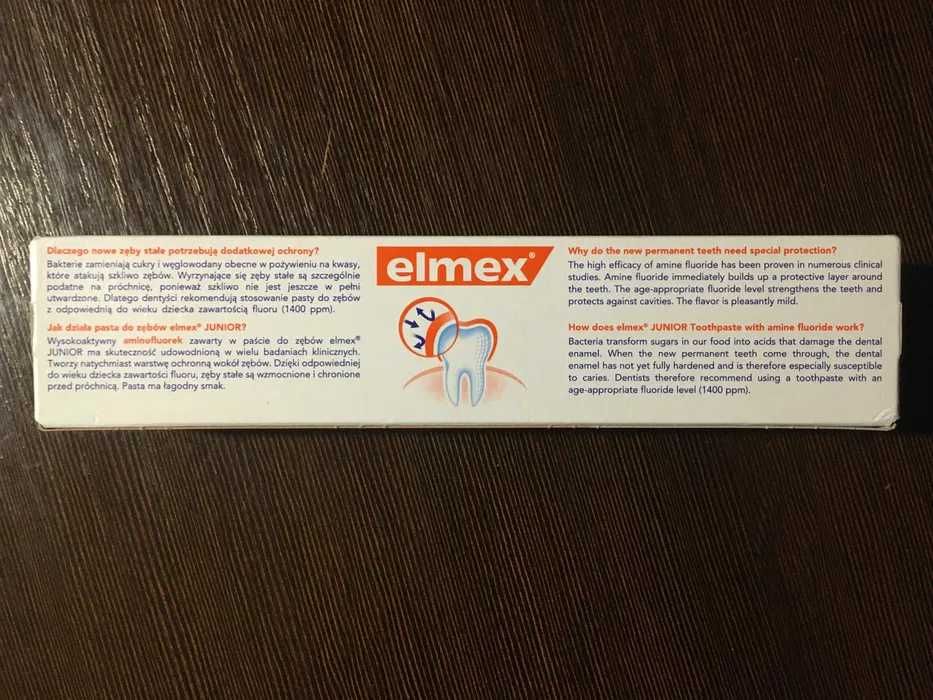 Dlaczego nowe zęby stałe potrzebują dodatkowej ochrony?
Bakterie zamieniają cukry i węglowodany obecne w pożywieniu na kwasy,
które atakują szkliwo zębów. Wyrzynające się zęby stałe są szczególnie
podatne na próchnicę, ponieważ szkliwo nie jest jeszcze w pełni
utwardzone. Dlatego dentyści rekomendują stosowanie pasty do zębów
z odpowiednią do wieku dziecka zawartością fluoru (1400 ppm).
Jak działa pasta do zębów elmex® JUNIOR?
Wysokoaktywny aminofluorek zawarty w paście do zębów elmex®
JUNIOR ma skuteczność udowodnioną w wielu badaniach klinicznych.
Tworzy natychmiast warstwę ochronną wokół zębów. Dzięki odpowiedniej
do wieku dziecka zawartości fluoru, zęby stałe są wzmocnione i chronione
przed próchnicą. Pasta ma łagodny smak.
elmex®
Why do the new permanent teeth need special protection?
The high efficacy of amine fluoride has been proven in numerous clinical
studies. Amine fluoride immediately builds up a protective layer around
the teeth. The age-appropriate fluoride level strengthens the teeth and
protects against cavities. The flavor is pleasantly mild.
How does elmex® JUNIOR Toothpaste with amine fluoride work?
Bacteria transform sugars in our food into acids that damage the dental
enamel. When the new permanent teeth come through, the dental
enamel has not yet fully hardened and is therefore especially susceptible
to caries. Dentists therefore recommend using a toothpaste with an
age-appropriate fluoride level (1400 ppm).